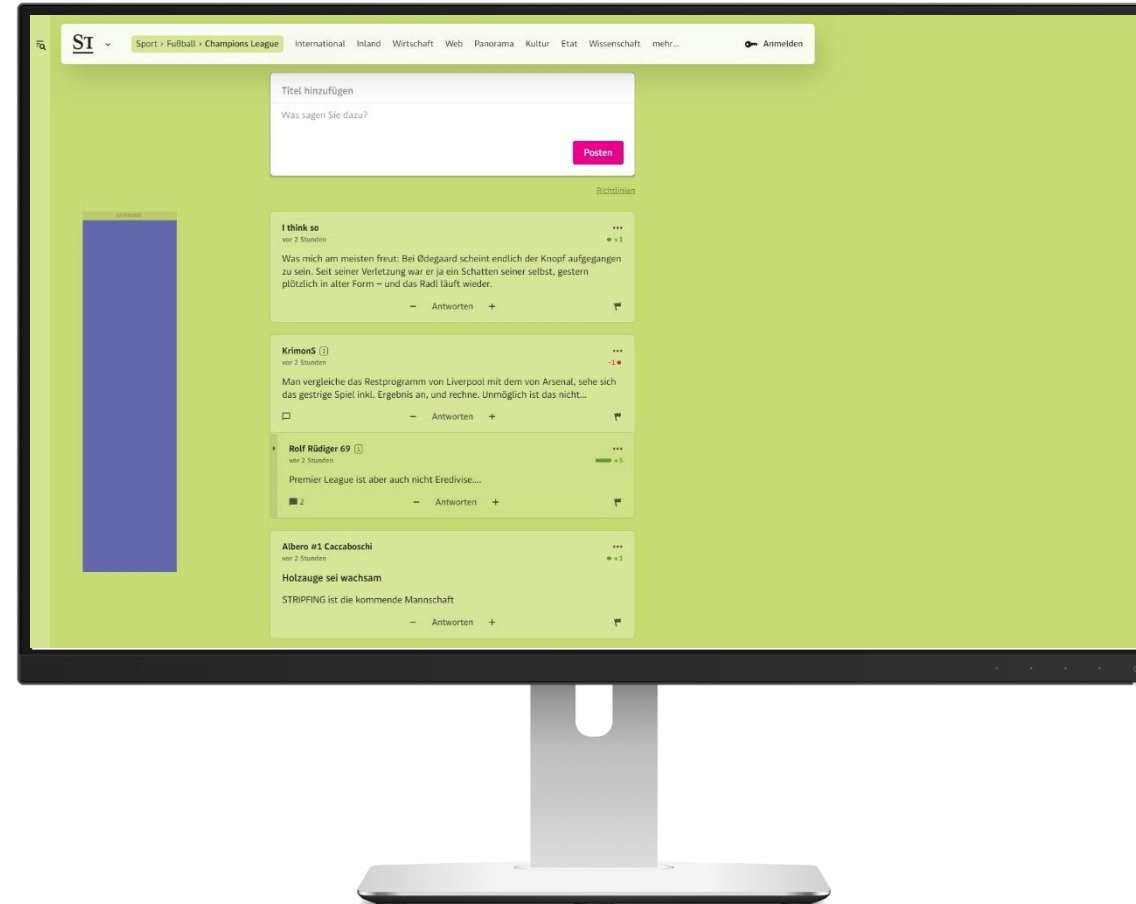 ST
Sport › Fußball › Champions League International Inland Wirtschaft Web Panorama Kultur Etat Wissenschaft mehr... Anmelden
Titel hinzufügen
Was sagen Sie dazu?
Posten
Richtlinien
I think so
vor 2 Stunden
+1
Was mich am meisten freut: Bei Ødegaard scheint endlich der Knopf aufgegangen
zu sein. Seit seiner Verletzung war er ja ein Schatten seiner selbst, gestern
plötzlich in alter Form – und das Radl läuft wieder.
− Antworten +
KrimonS 2
vor 2 Stunden
-1
Man vergleiche das Restprogramm von Liverpool mit dem von Arsenal, sehe sich
das gestrige Spiel inkl. Ergebnis an, und rechne. Unmöglich ist das nicht...
− Antworten +
Rolf Rüdiger 69 1
vor 2 Stunden
+5
Premier League ist aber auch nicht Eredivise....
2 − Antworten +
Albero #1 Caccaboschi
vor 2 Stunden
+1
Holzauge sei wachsam
STRIPFING ist die kommende Mannschaft
− Antworten +